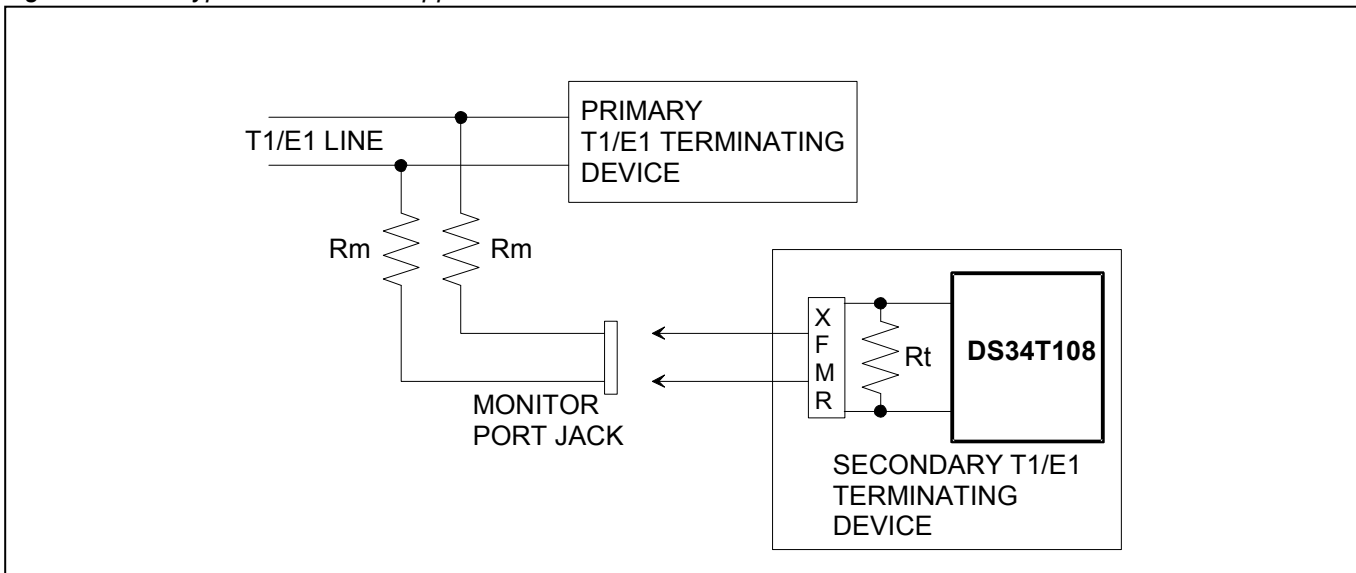 PRIMARY
T1/E1 TERMINATING
DEVICE
T1/E1 LINE
Rm
Rm
X
F
M
R
Rt
DS34T108
MONITOR
PORT JACK
SECONDARY T1/E1
TERMINATING
DEVICE